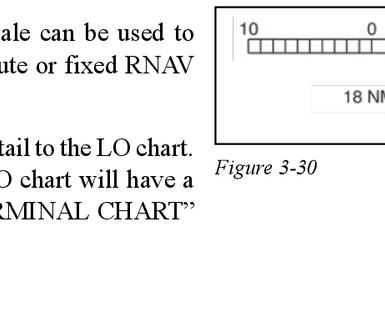 ale can be used to
ute or fixed RNAV
tail to the LO chart.
O chart will have a
RMINAL CHART”
10 0
18 NM
Figure 3-30